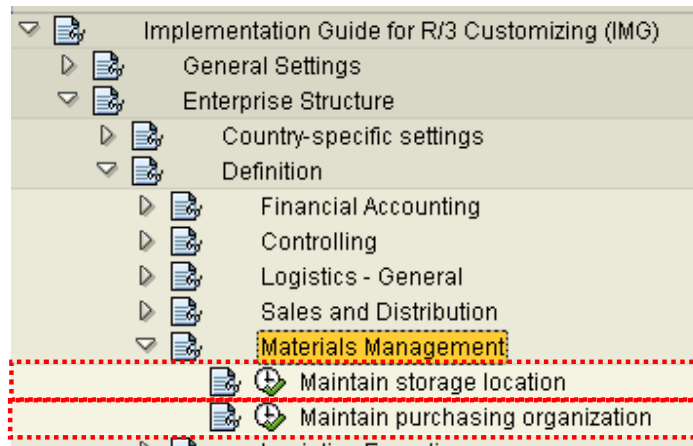 Implementation Guide for R/3 Customizing (IMG)
General Settings
Enterprise Structure
Country-specific settings
Definition
Financial Accounting
Controlling
Logistics - General
Sales and Distribution
Materials Management
Maintain storage location
Maintain purchasing organization